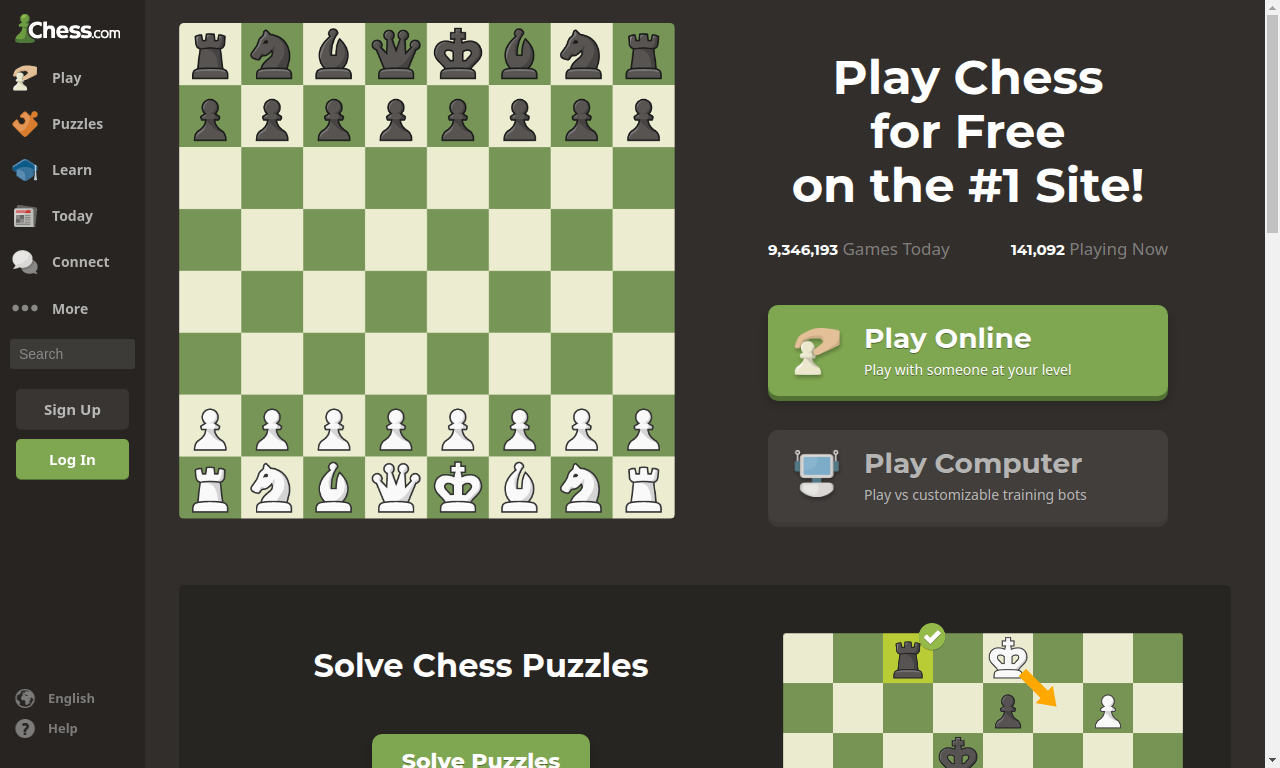 Chess.com
Play
Puzzles
Learn
Today
Connect
More
Search
Sign Up
Log In
English
Help
Play Chess
for Free
on the #1 Site!
9,346,193 Games Today
141,092 Playing Now
Play Online
Play with someone at your level
Play Computer
Play vs customizable training bots
Solve Chess Puzzles
Solve Puzzles